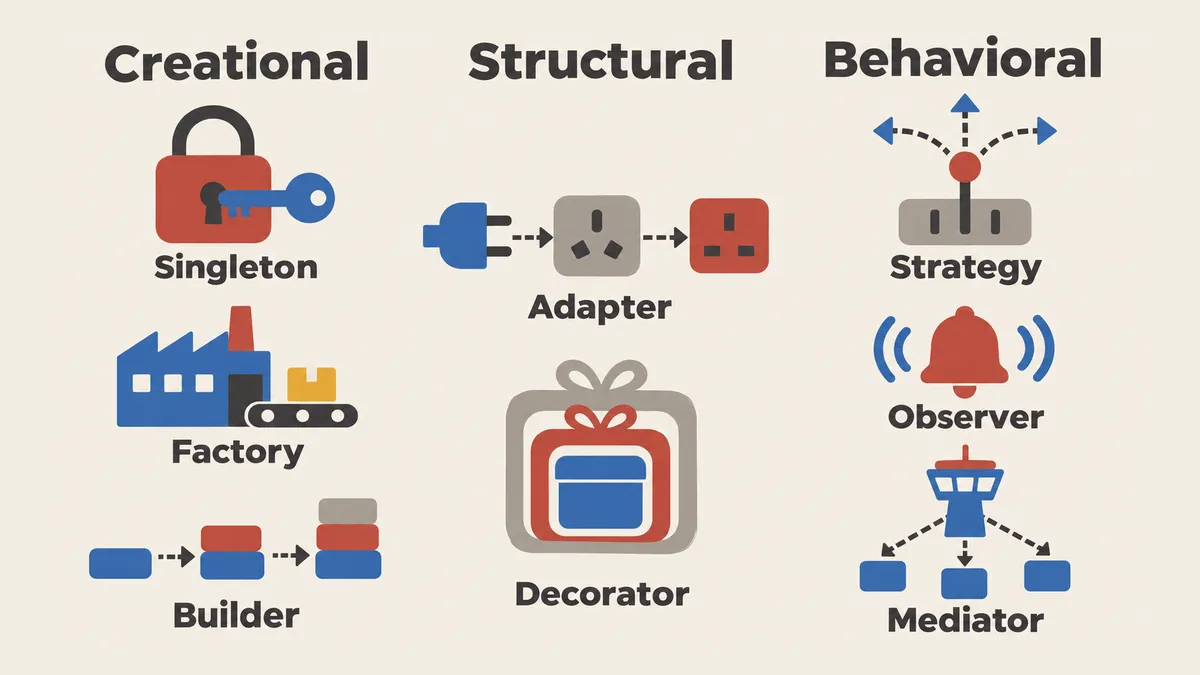 Creational
Singleton
Factory
Builder
Structural
Adapter
Decorator
Behavioral
Strategy
Observer
Mediator